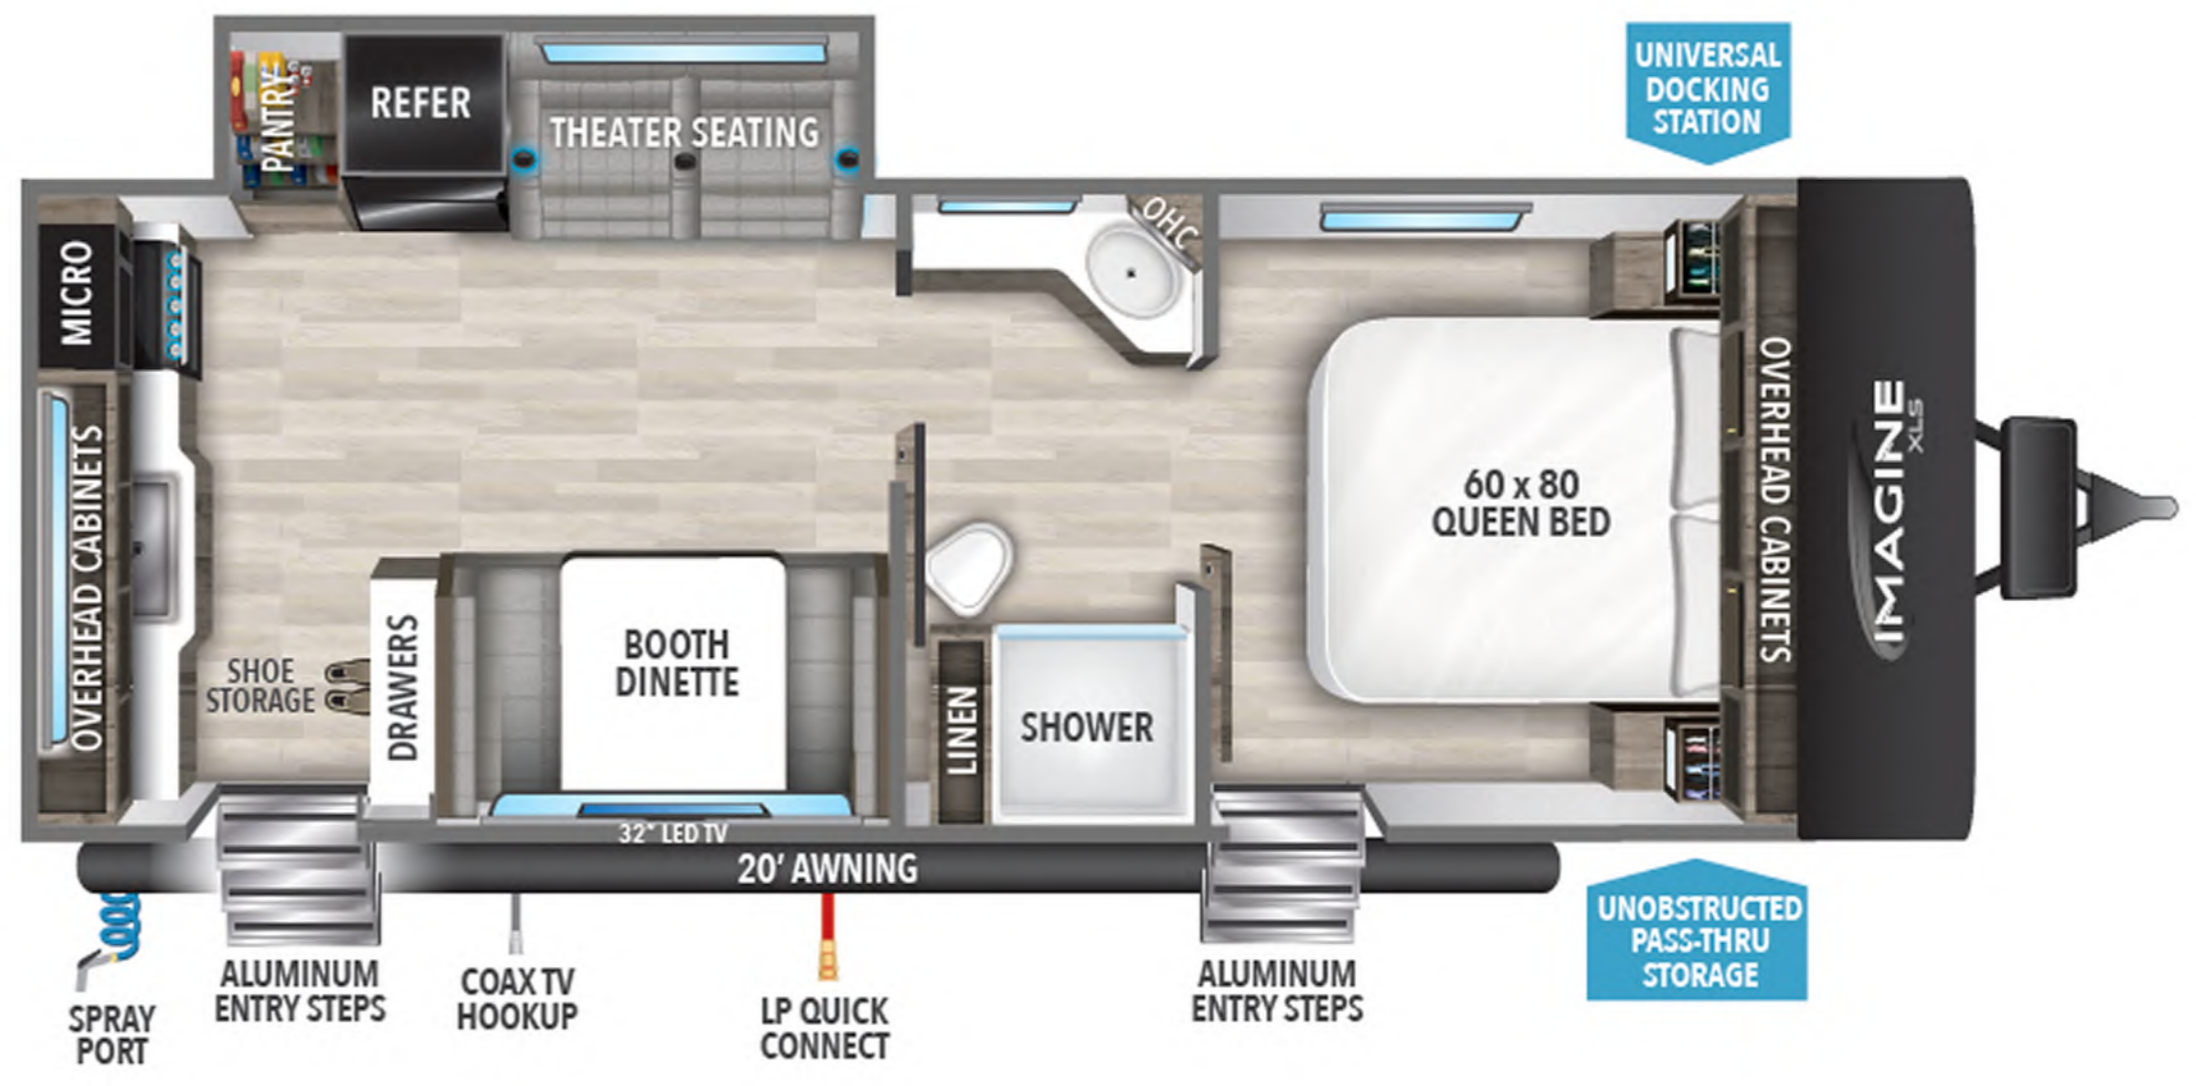 UNIVERSAL
DOCKING
STATION
PANTRY
REFER
THEATER SEATING
OHC
MICRO
OVERHEAD CABINETS
SHOE
STORAGE
DRAWERS
BOOTH
DINETTE
32" LED TV
LINEN
SHOWER
60 x 80
QUEEN BED
OVERHEAD CABINETS
IMAGINE
XLS
20' AWNING
SPRAY
PORT
ALUMINUM
ENTRY STEPS
COAX TV
HOOKUP
LP QUICK
CONNECT
ALUMINUM
ENTRY STEPS
UNOBSTRUCTED
PASS-THRU
STORAGE